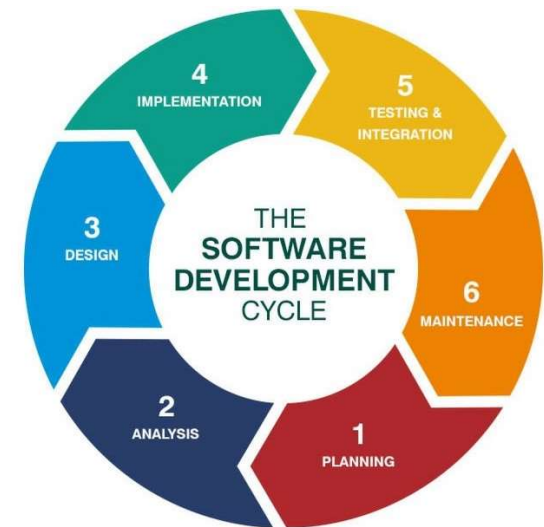 THE
SOFTWARE
DEVELOPMENT
CYCLE
1
PLANNING
2
ANALYSIS
3
DESIGN
4
IMPLEMENTATION
5
TESTING &
INTEGRATION
6
MAINTENANCE